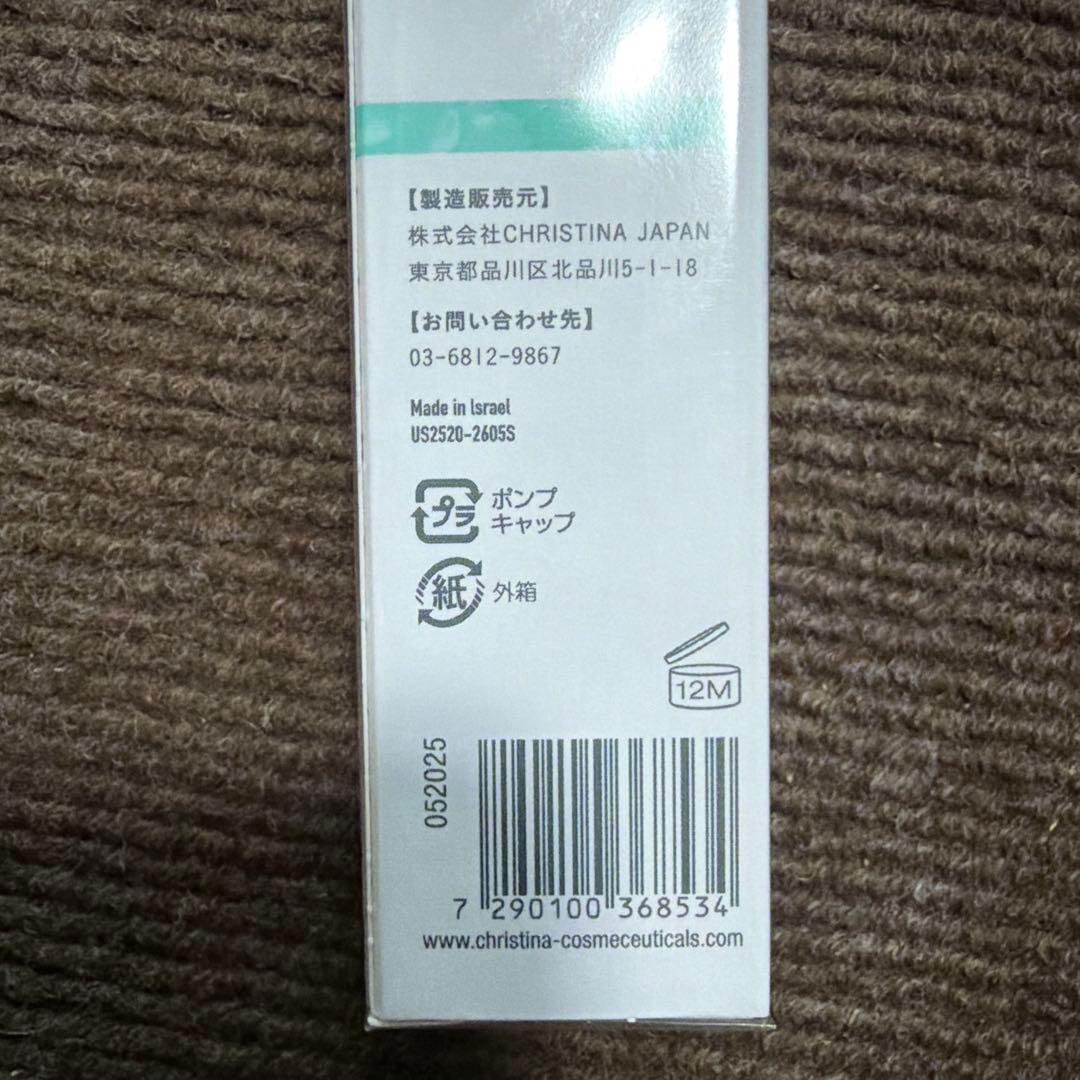 【製造販売元】
株式会社CHRISTINA JAPAN
東京都品川区北品川5-1-18
【お問い合わせ先】
03-6812-9867
Made in Israel
US2520-2605S
プラ ポンプ
キャップ
紙 外箱
12M
052025
7 290100 368534
www.christina-cosmeceuticals.com